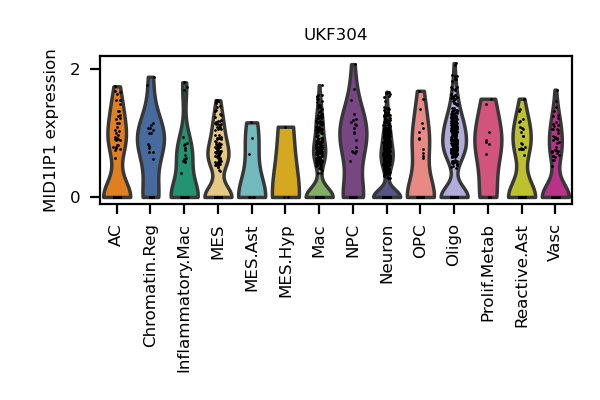 UKF304
MID1IP1 expression
2
0
AC
Chromatin.Reg
Inflammatory.Mac
MES
MES.Ast
MES.Hyp
Mac
NPC
Neuron
OPC
Oligo
Prolif.Metab
Reactive.Ast
Vasc